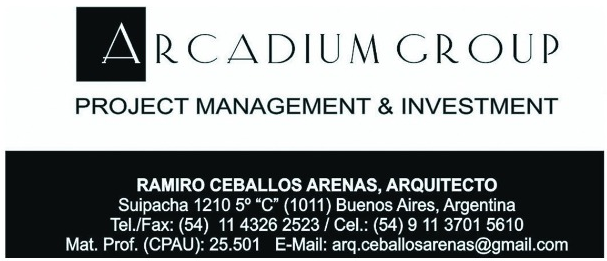 ARCADIUM GROUP
PROJECT MANAGEMENT & INVESTMENT
RAMIRO CEBALLOS ARENAS, ARQUITECTO
Suipacha 1210 5º “C” (1011) Buenos Aires, Argentina
Tel./Fax: (54) 11 4326 2523 / Cel.: (54) 9 11 3701 5610
Mat. Prof. (CPAU): 25.501 E-Mail: arq.ceballosarenas@gmail.com